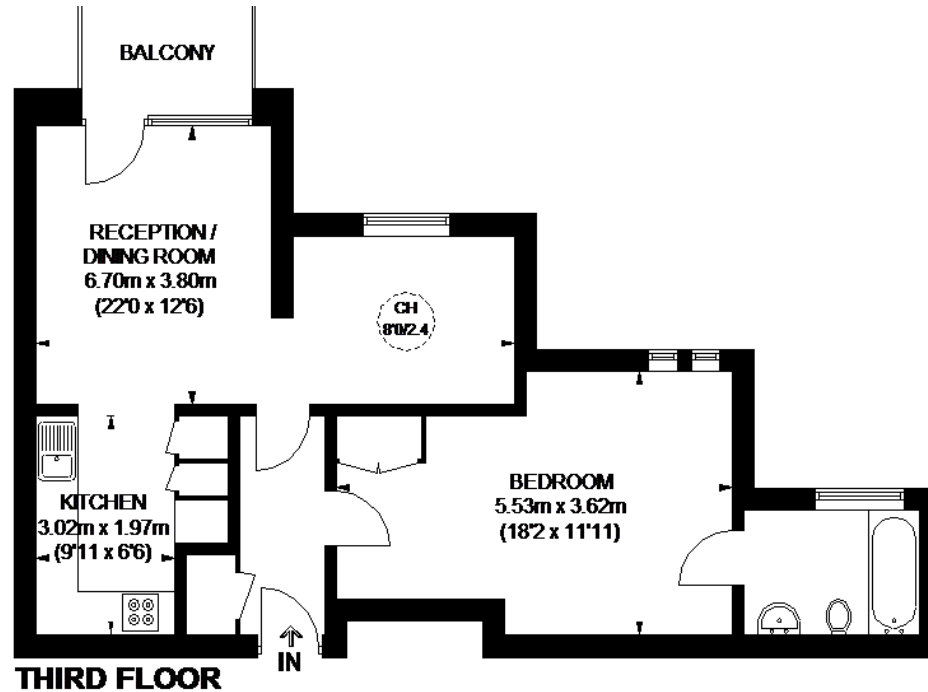 BALCONY
RECEPTION /
DINING ROOM
6.70m x 3.80m
(22'0 x 12'6)
CH
8'0/2.4
KITCHEN
3.02m x 1.97m
(9'11 x 6'6)
BEDROOM
5.53m x 3.62m
(18'2 x 11'11)
IN
THIRD FLOOR